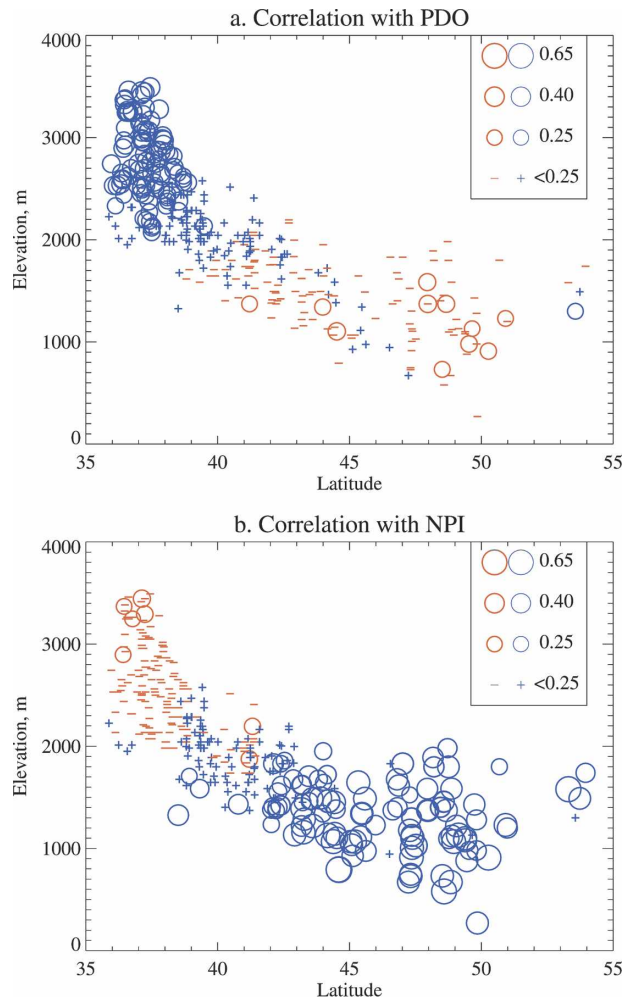 a. Correlation with PDO
4000
3000
2000
1000
0
Elevation, m
35 40 45 50 55
Latitude
0.65
0.40
0.25
− + <0.25
b. Correlation with NPI
4000
3000
2000
1000
0
Elevation, m
35 40 45 50 55
Latitude
0.65
0.40
0.25
− + <0.25